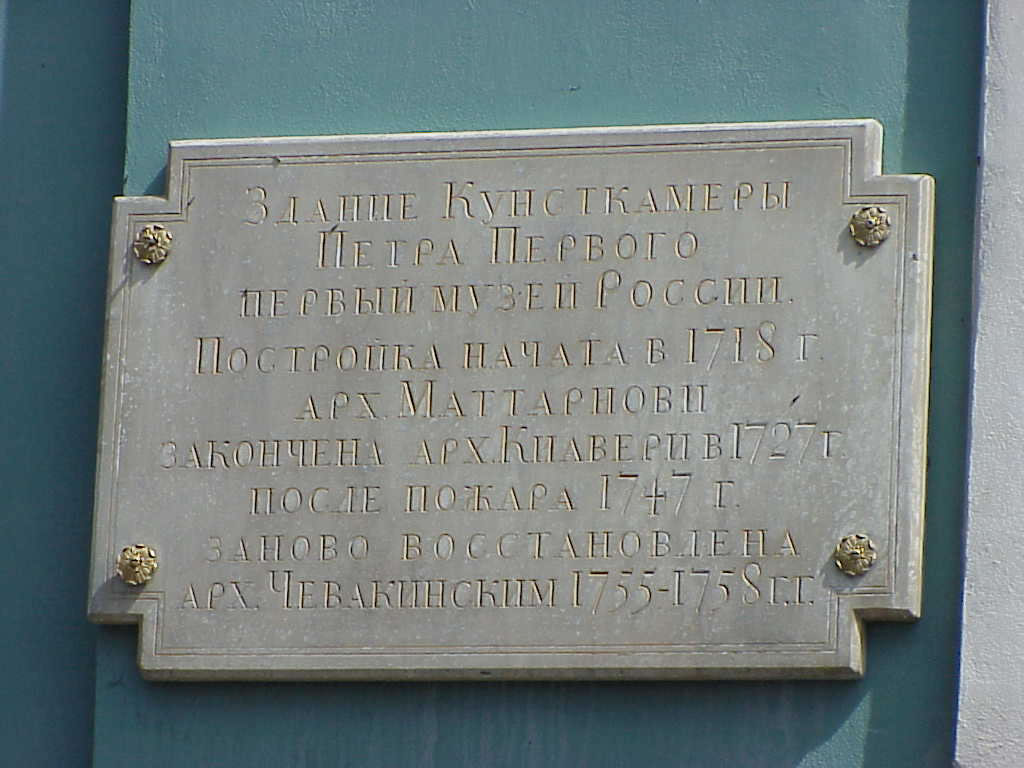 Здание Кунсткамеры
Петра Первого
первый музей России.
Постройка начата в 1718 г.
арх. Маттарнови
закончена арх. Киавери в 1727 г.
после пожара 1747 г.
заново восстановлена
арх. Чевакинским 1755-1758 г.г.